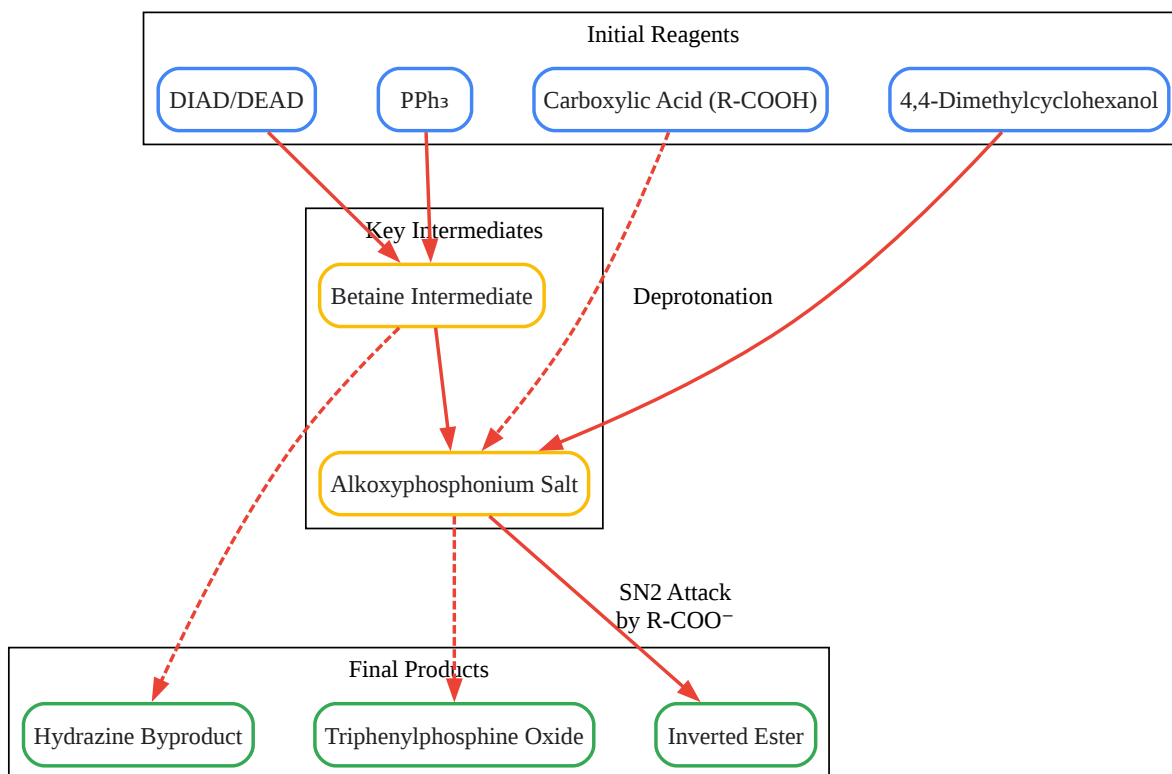 Initial Reagents
DIAD/DEAD
PPh₃
Carboxylic Acid (R-COOH)
4,4-Dimethylcyclohexanol
Key Intermediates
Betaine Intermediate
Deprotonation
Alkoxyphosphonium Salt
SN2 Attack
by R-COO⁻
Final Products
Hydrazine Byproduct
Triphenylphosphine Oxide
Inverted Ester